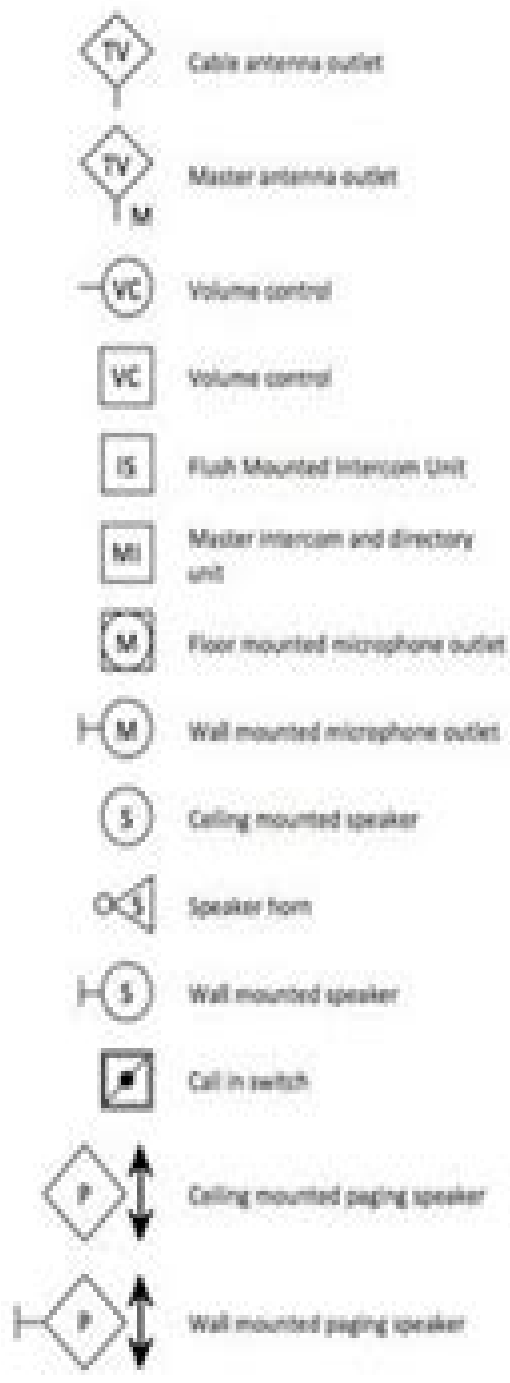 TV Cable antenna outlet
TV Master antenna outlet
M
VC Volume control
VC Volume control
IS Flush Mounted Intercom Unit
MI Master intercom and directory
unit
M Floor mounted microphone outlet
M Wall mounted microphone outlet
S Ceiling mounted speaker
S Speaker horn
S Wall mounted speaker
Call in switch
P Ceiling mounted paging speaker
P Wall mounted paging speaker